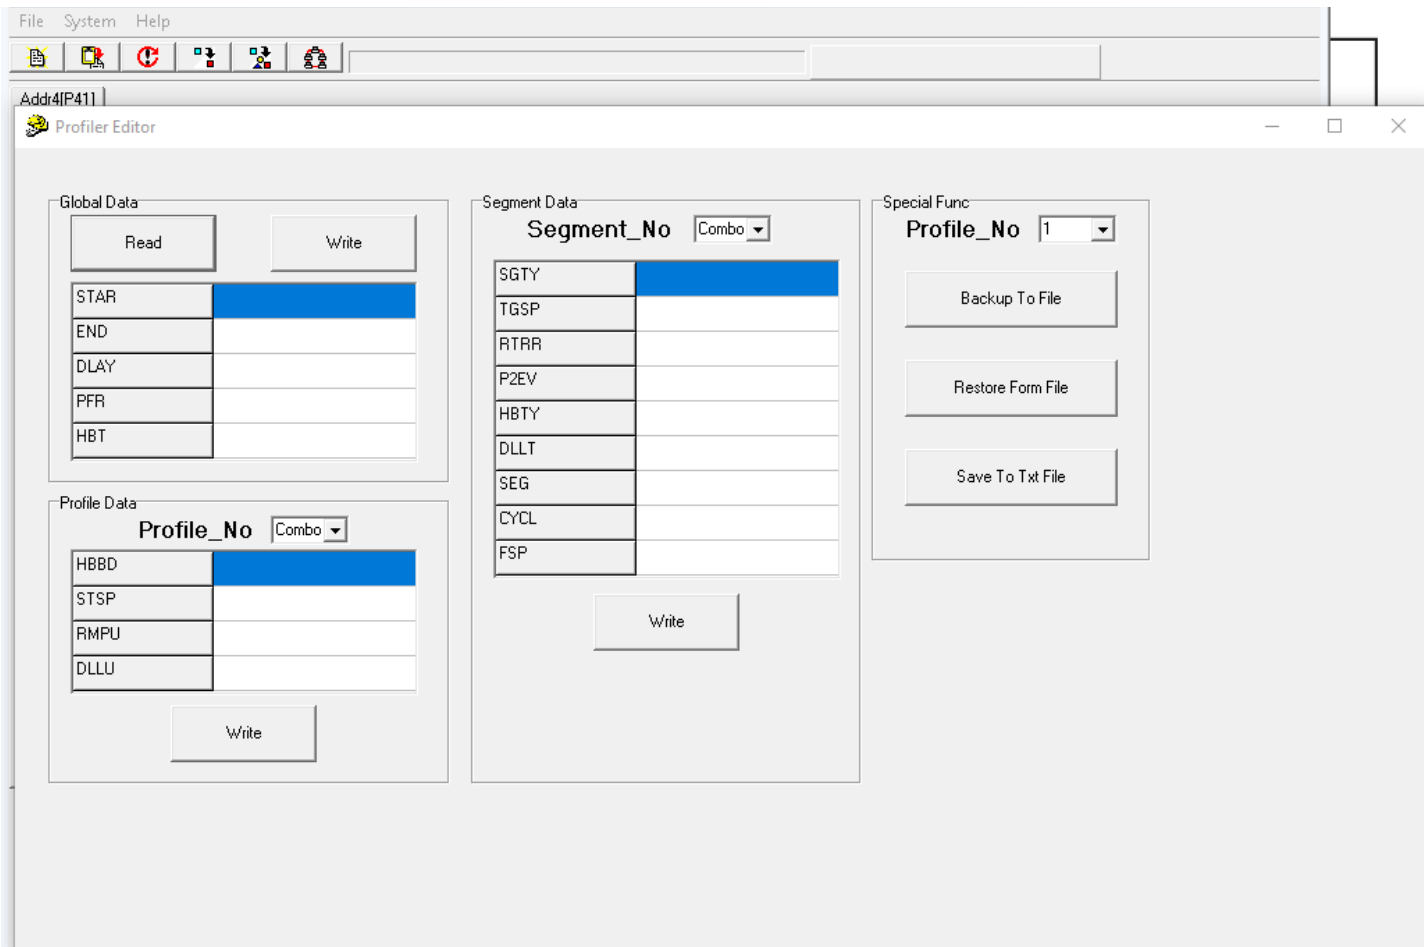 File System Help
Addr4[P41]
Profiler Editor
Global Data
Read Write
STAR
END
DLAY
PFR
HBT
Profile Data
Profile_No Combo
HBBD
STSP
RMPU
DLLU
Write
Segment Data
Segment_No Combo
SGTY
TGSP
RTRR
P2EV
HBTY
DLLT
SEG
CYCL
FSP
Write
Special Func
Profile_No 1
Backup To File
Restore Form File
Save To Txt File